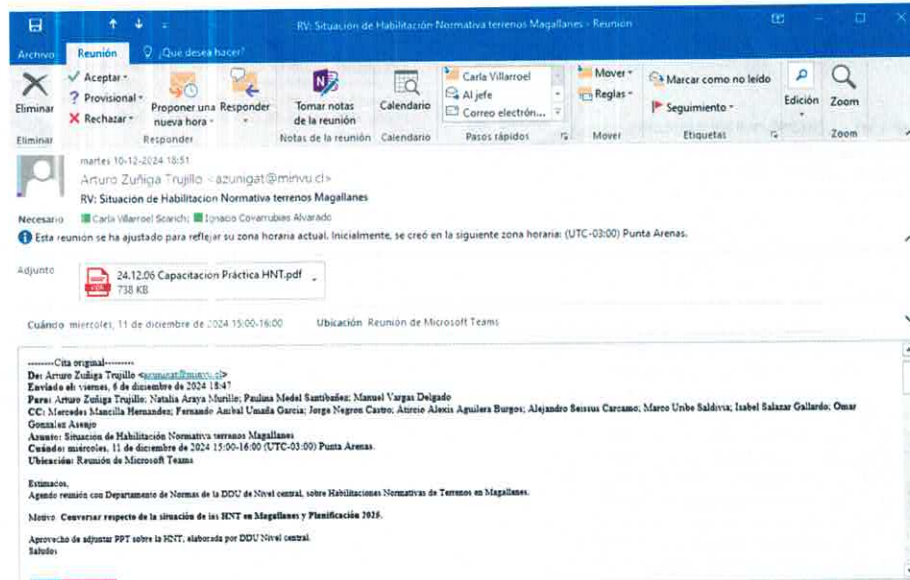 RV: Situación de Habilitación Normativa terrenos Magallanes - Reunión
Archivo Reunión ¿Qué desea hacer?
Eliminar
Aceptar
Provisional
Rechazar
Proponer una nueva hora
Responder
Tomar notas de la reunión
Calendario
Carla Villarroel
Al jefe
Correo electrón...
Mover
Reglas
Marcar como no leído
Seguimiento
Edición
Zoom
Eliminar Responder Notas de la reunión Calendario Pasos rápidos Mover Etiquetas Zoom
martes 10-12-2024 18:51
Arturo Zuñiga Trujillo <azunigat@minvu.cl>
RV: Situación de Habilitacion Normativa terrenos Magallanes
Necesario Carla Villarroel Scarich; Ignacio Covarrubias Alvarado
Esta reunión se ha ajustado para reflejar su zona horaria actual. Inicialmente, se creó en la siguiente zona horaria: (UTC-03:00) Punta Arenas.
Adjunto
24.12.06 Capacitacion Práctica HNT.pdf
738 KB
Cuándo miercoles, 11 de diciembre de 2024 15:00-16:00 Ubicación Reunión de Microsoft Teams
--------Cita original---------
De: Arturo Zuñiga Trujillo <azunigat@minvu.cl>
Enviado el: viernes, 6 de diciembre de 2024 18:47
Para: Arturo Zuñiga Trujillo; Natalia Araya Murillo; Paulina Medel Santibañez; Manuel Vargas Delgado
CC: Mercedes Mancilla Hernandez; Fernando Anibal Umada Garcia; Jorge Negron Castro; Alexis Aguilera Burgos; Alejandro Carcamo; Marco Uribe Saldivia; Isabel Salazar Gallardo; Omar
Gonzalez Asenjo
Asunto: Situacion de Habilitación Normativa terrenos Magallanes
Cuándo: miércoles, 11 de diciembre de 2024 15:00-16:00 (UTC-03:00) Punta Arenas.
Ubicación: Reunión de Microsoft Teams
Estimados,
Agendo reunión con Departamento de Normas de la DDU de Nivel central, sobre Habilitaciones Normativas de Terrenos en Magallanes.
Motivo: Conversar respecto de la situación de las HNT en Magallanes y Planificación 2025.
Aprovecho de adjuntar PPT sobre la HNT, elaborada por DDU Nivel central.
Saludos